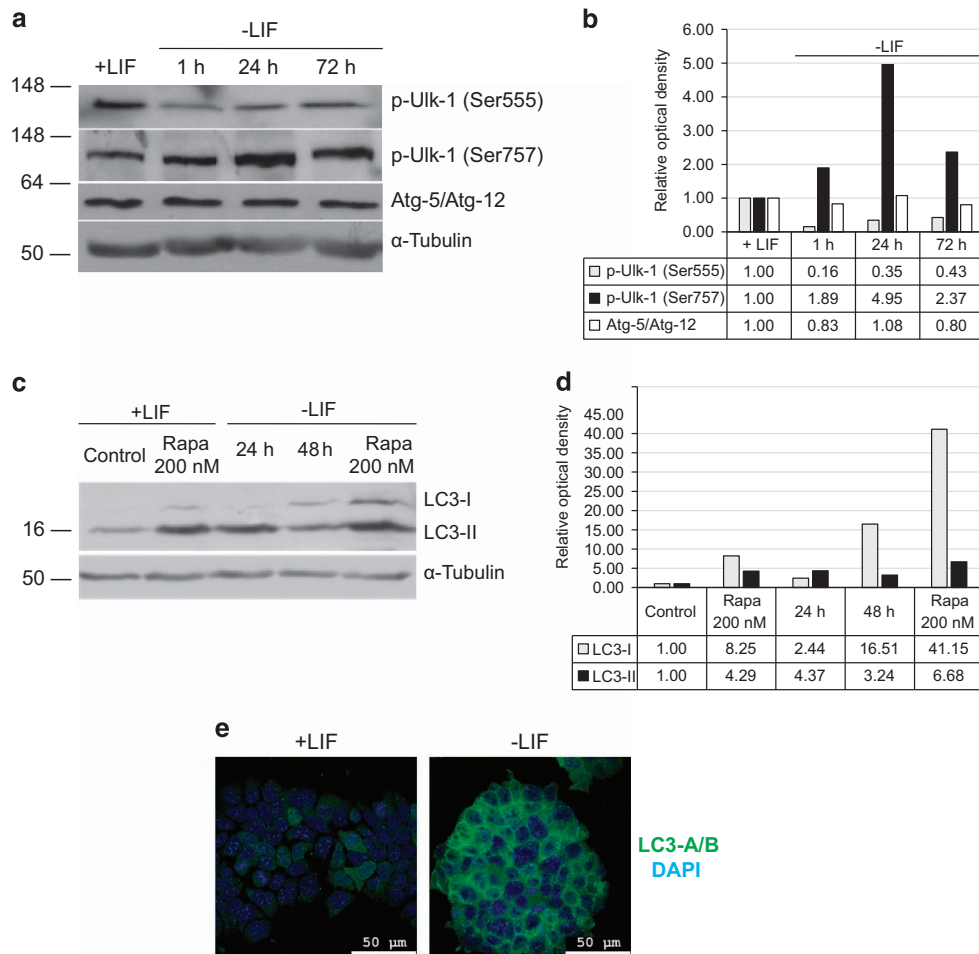 a
-LIF
+LIF 1 h 24 h 72 h
148
p-Ulk-1 (Ser555)
148
p-Ulk-1 (Ser757)
64
Atg-5/Atg-12
50
α-Tubulin
b
6.00
5.00
4.00
3.00
2.00
1.00
0.00
Relative optical density
-LIF
+ LIF 1 h 24 h 72 h
p-Ulk-1 (Ser555) 1.00 0.16 0.35 0.43
p-Ulk-1 (Ser757) 1.00 1.89 4.95 2.37
Atg-5/Atg-12 1.00 0.83 1.08 0.80
c
+LIF -LIF
Control Rapa 24 h 48 h Rapa
200 nM 200 nM
LC3-I
16
LC3-II
50
α-Tubulin
d
45.00
40.00
35.00
30.00
25.00
20.00
15.00
10.00
5.00
0.00
Relative optical density
Control Rapa 24 h 48 h Rapa
200 nM 200 nM
LC3-I 1.00 8.25 2.44 16.51 41.15
LC3-II 1.00 4.29 4.37 3.24 6.68
e
+LIF -LIF
LC3-A/B
DAPI
50 µm 50 µm